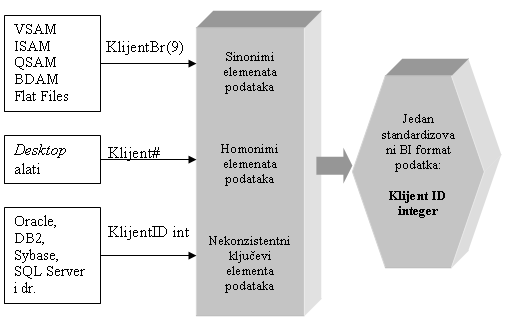 VSAM
ISAM
QSAM
BDAM
Flat Files
KlijentBr(9)
Desktop
alati
Klijent#
Oracle,
DB2,
Sybase,
SQL Server
i dr.
KlijentID int
Sinonimi
elemenata
podataka
Homonimi
elemenata
podataka
Nekonzistentni
ključevi
elementa
podataka
Jedan
standardizova
ni BI format
podatka:
Klijent ID
integer